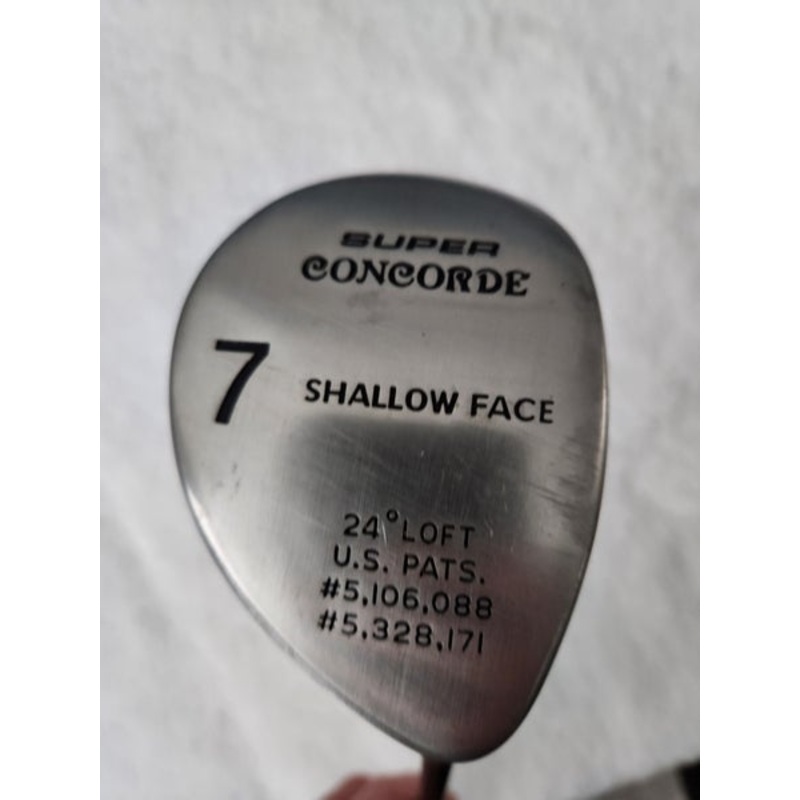 SUPER
CONCORDE
7 SHALLOW FACE
24° LOFT
U.S. PATS.
#5,106,088
#5,328,171